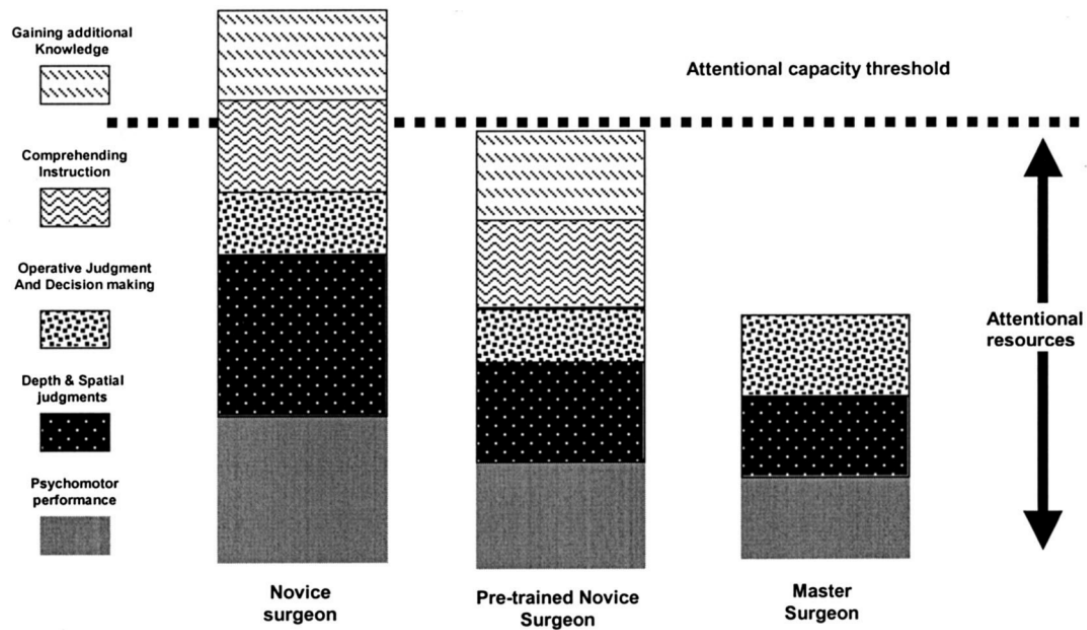 Gaining additional
Knowledge
Attentional capacity threshold
Comprehending
Instruction
Operative Judgment
And Decision making
Attentional
resources
Depth & Spatial
judgments
Psychomotor
performance
Novice
surgeon
Pre-trained Novice
Surgeon
Master
Surgeon